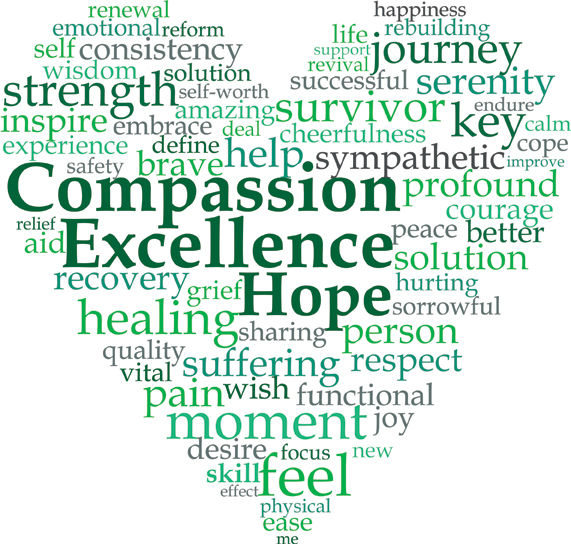 renewal happiness
emotional reform life rebuilding
self consistency support journey
wisdom solution revival
strength self-worth successful serenity
amazing survivor endure
inspire embrace deal key calm
experience define cheerfulness cope
safety brave help sympathetic improve
Compassion profound
relief courage
aid Excellence peace better
solution
recovery grief Hope hurting
healing sharing sorrowful
person
quality suffering respect
vital
pain wish functional
moment joy
desire focus new
skill feel
effect
physical
ease
me